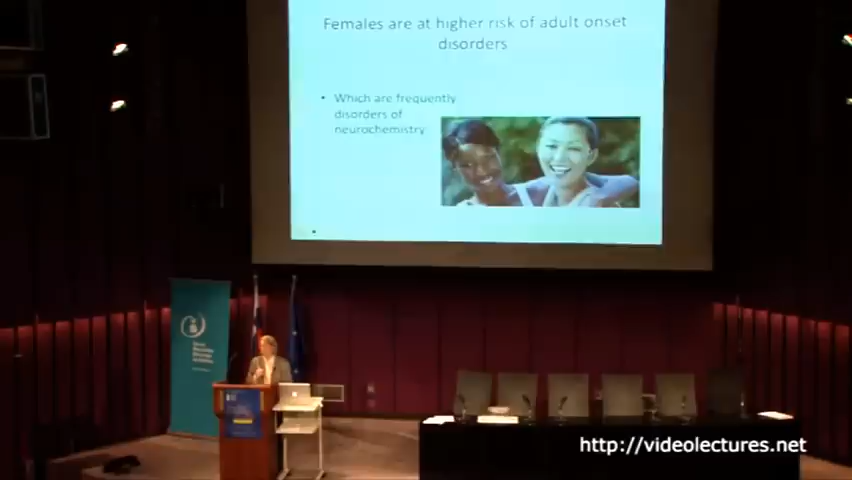 Females are at higher risk of adult onset
disorders
• Which are frequently
disorders of
neurochemistry
http://videolectures.net